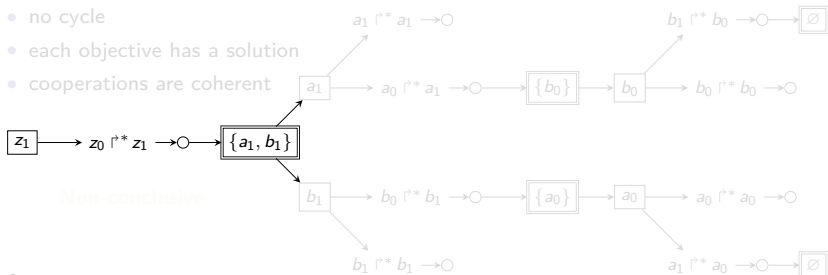 • no cycle
• each objective has a solution
• cooperations are coherent
a₁ ↱* a₁
b₁ ↱* b₀
∅
a₁
a₀ ↱* a₁
{b₀}
b₀
b₀ ↱* b₀
z₁
z₀ ↱* z₁
{a₁, b₁}
Non-conclusive
b₁
b₀ ↱* b₁
{a₀}
a₀
a₀ ↱* a₀
b₁ ↱* b₁
a₁ ↱* a₀
∅